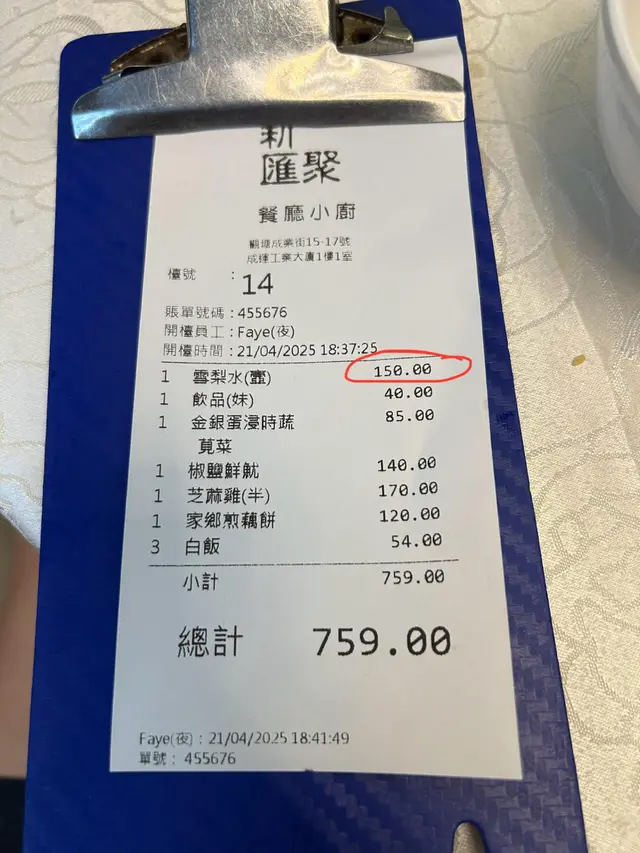 新
匯聚
餐廳小廚
觀塘成業街15-17號
成運工業大廈1樓1室
檯號 : 14
賬單號碼：455676
開檯員工：Faye(夜)
開檯時間：21/04/2025 18:37:25
1 雪梨水(壼) 150.00
1 飲品(妹) 40.00
1 金銀蛋浸時蔬 85.00
莧菜
1 椒鹽鮮魷 140.00
1 芝麻雞(半) 170.00
1 家鄉煎藕餅 120.00
3 白飯 54.00
小計 759.00
總計 759.00
Faye(夜)：21/04/2025 18:41:49
單號： 455676